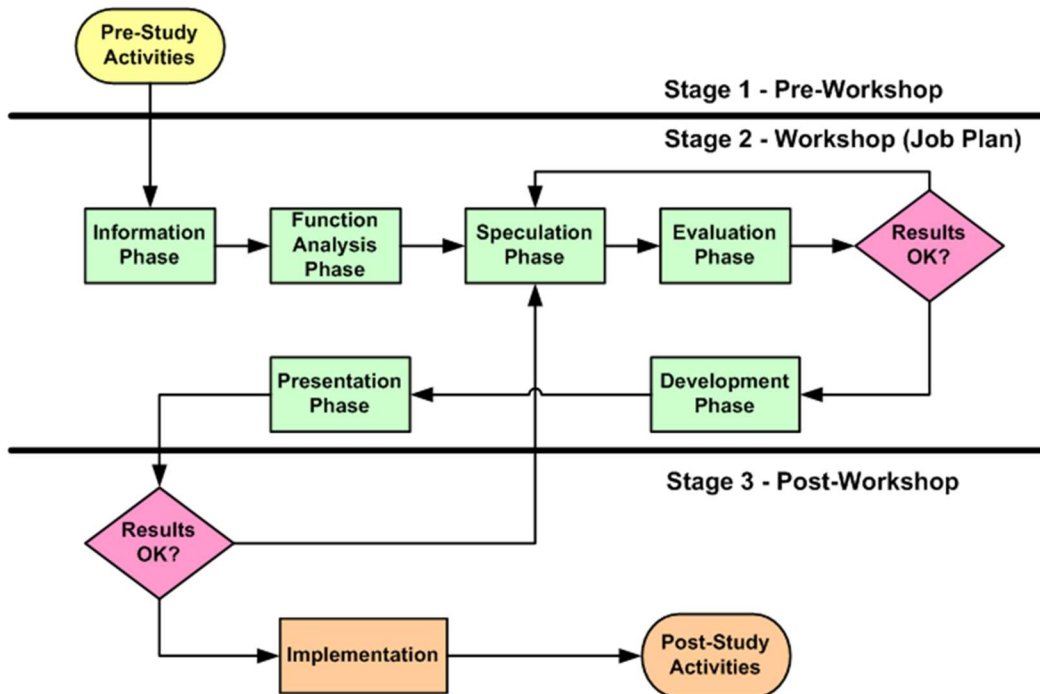 Pre-Study
Activities
Stage 1 - Pre-Workshop
Stage 2 - Workshop (Job Plan)
Information
Phase
Function
Analysis
Phase
Speculation
Phase
Evaluation
Phase
Results
OK?
Presentation
Phase
Development
Phase
Stage 3 - Post-Workshop
Results
OK?
Implementation
Post-Study
Activities